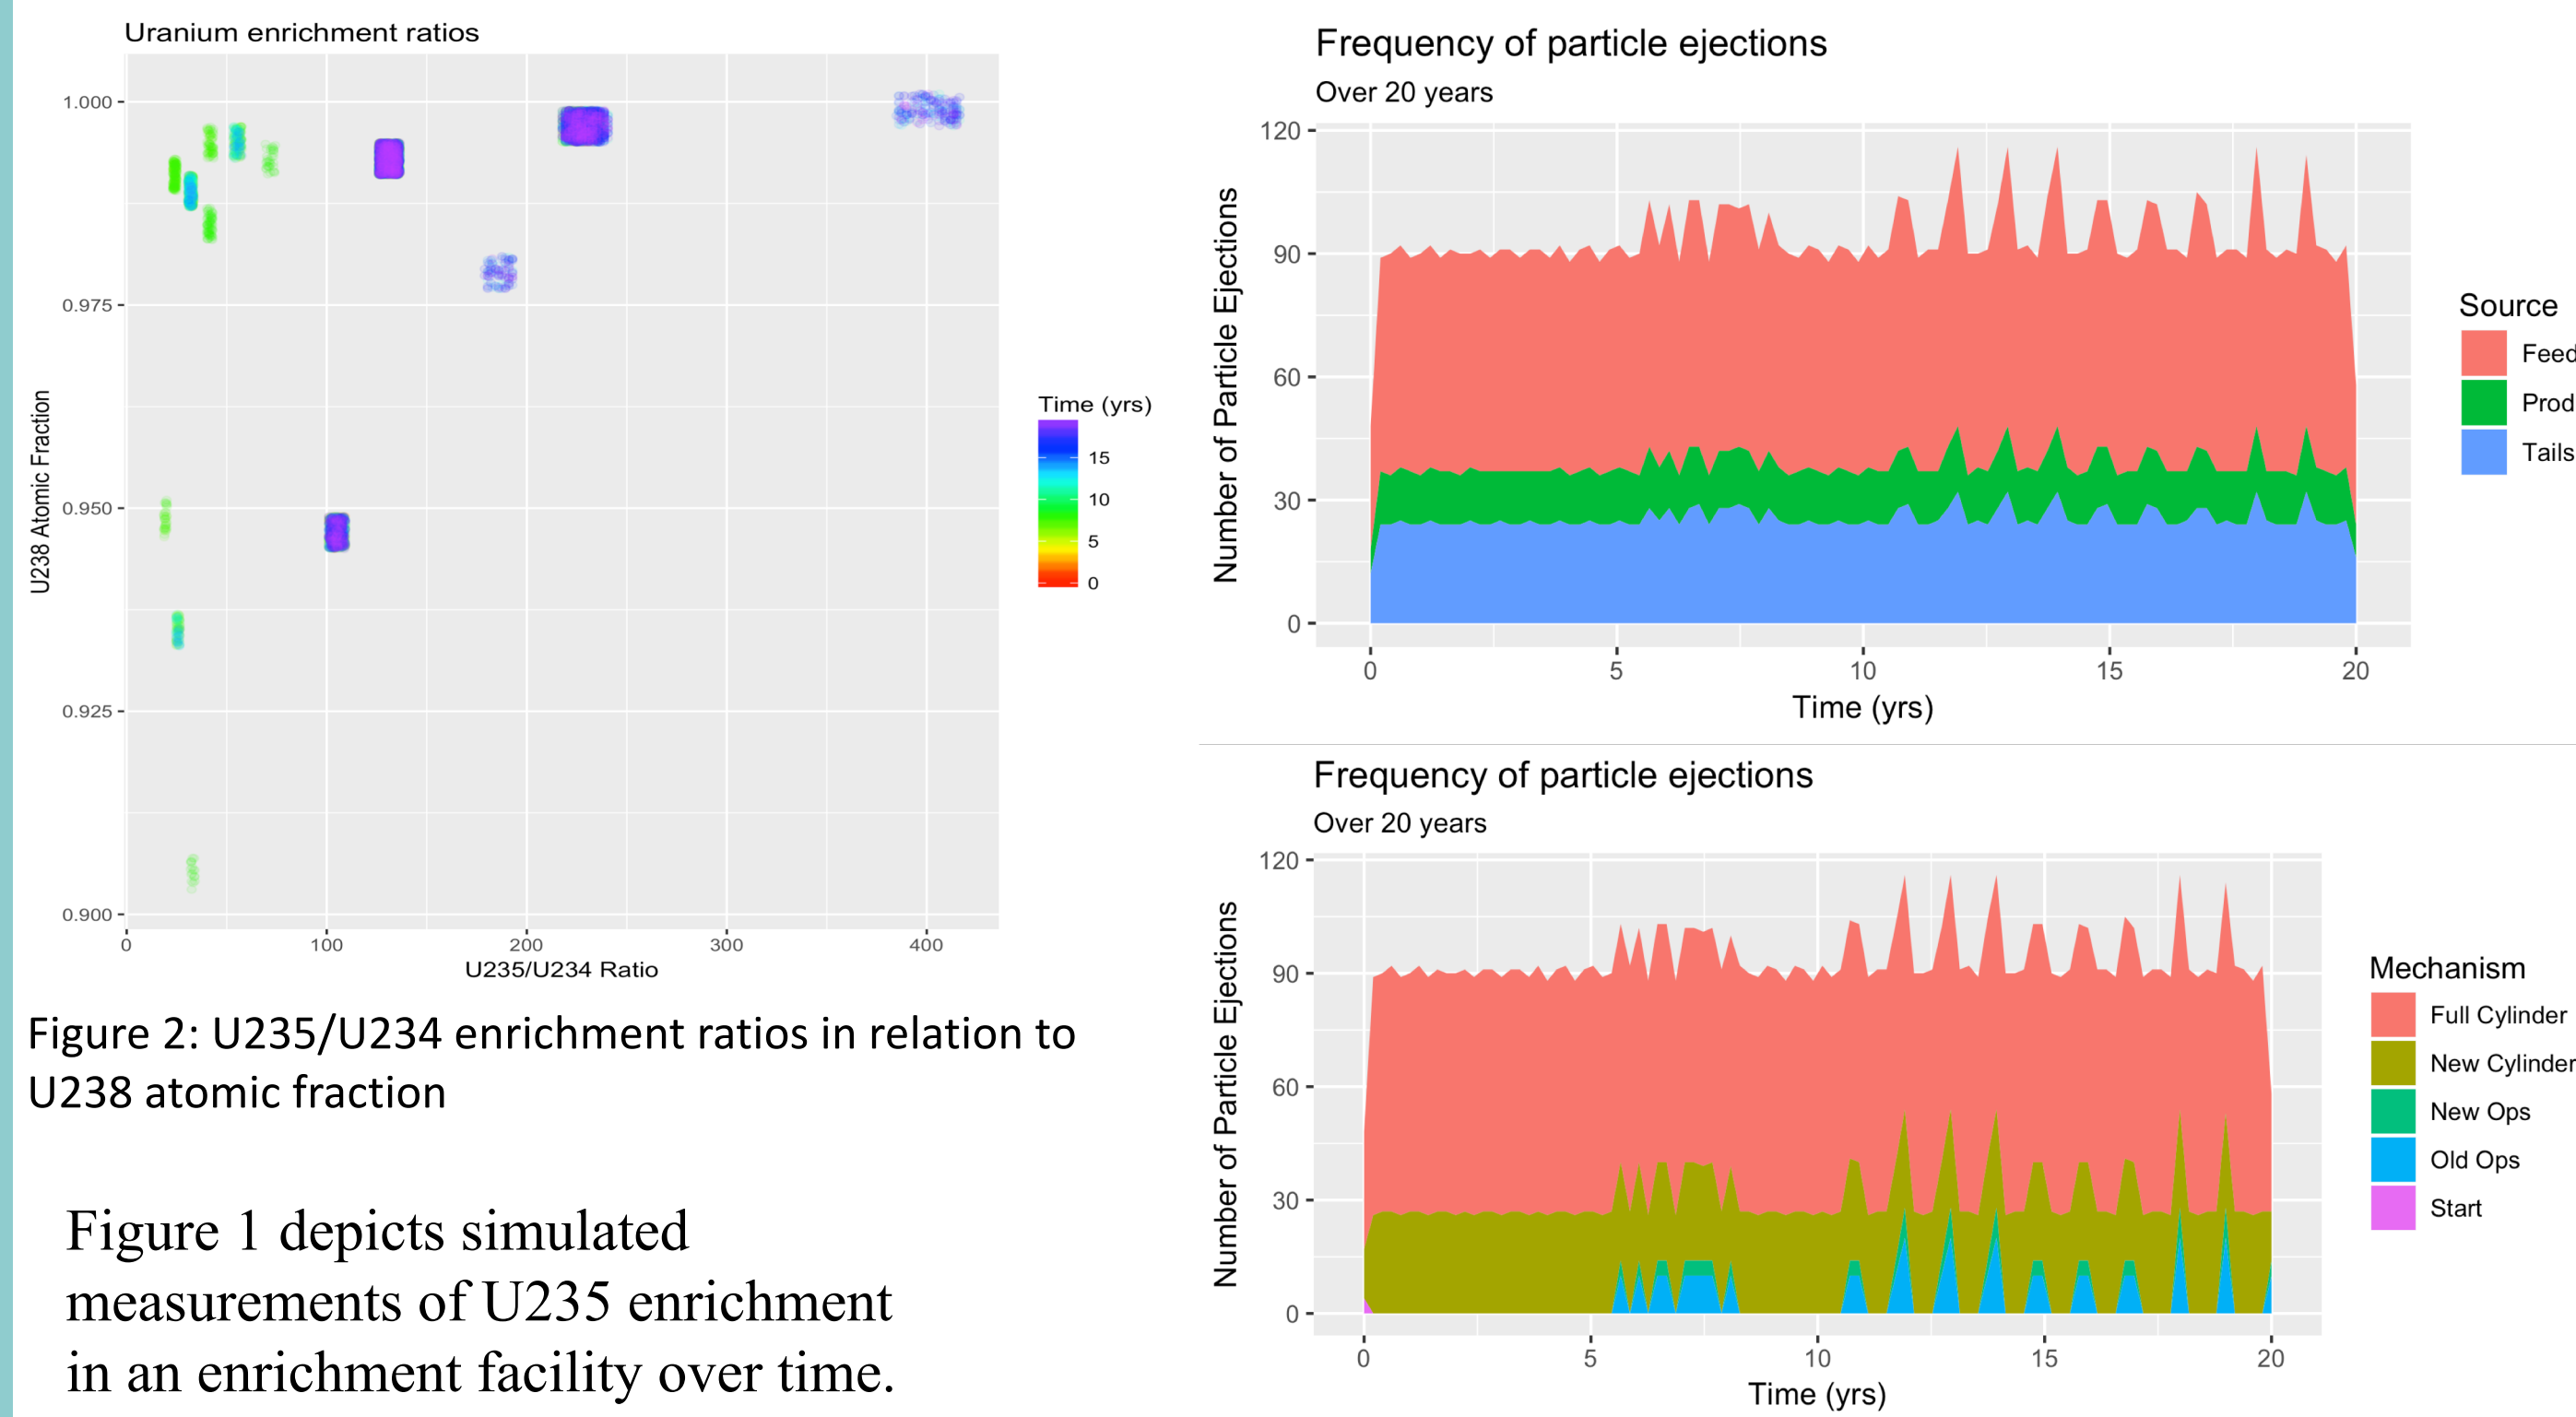 Uranium enrichment ratios
1.000
0.975
0.950
0.925
0.900
U238 Atomic Fraction
0
100
200
300
400
U235/U234 Ratio
Time (yrs)
15
10
5
0
Figure 2: U235/U234 enrichment ratios in relation to
U238 atomic fraction
Figure 1 depicts simulated
measurements of U235 enrichment
in an enrichment facility over time.
Frequency of particle ejections
Over 20 years
120
90
60
30
0
Number of Particle Ejections
0
5
10
15
20
Time (yrs)
Source
Feed
Prod
Tails
Frequency of particle ejections
Over 20 years
120
90
60
30
0
Number of Particle Ejections
0
5
10
15
20
Time (yrs)
Mechanism
Full Cylinder
New Cylinder
New Ops
Old Ops
Start